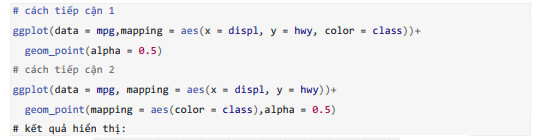 # cách tiếp cận 1
ggplot(data = mpg,mapping = aes(x = displ, y = hwy, color = class))+
  geom_point(alpha = 0.5)
# cách tiếp cận 2
ggplot(data = mpg, mapping = aes(x = displ, y = hwy))+
  geom_point(mapping = aes(color = class),alpha = 0.5)
# kết quả hiển thị: